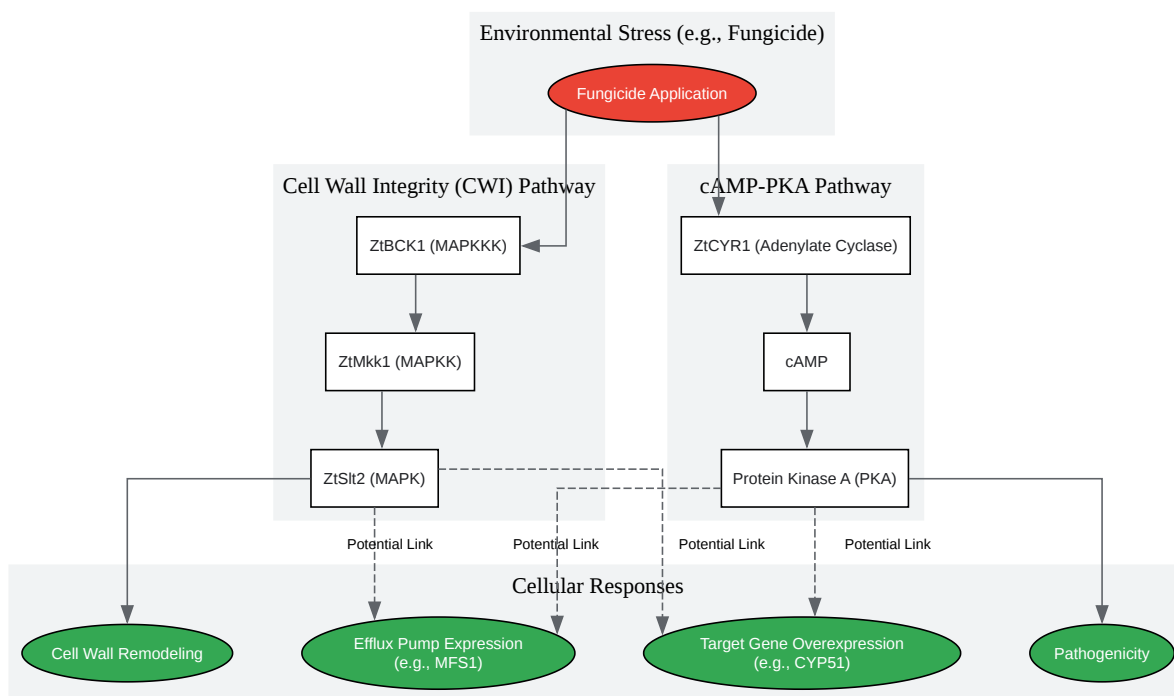 Environmental Stress (e.g., Fungicide)
Fungicide Application
Cell Wall Integrity (CWI) Pathway
cAMP-PKA Pathway
ZtBCK1 (MAPKKK)
ZtCYR1 (Adenylate Cyclase)
ZtMkk1 (MAPKK)
cAMP
ZtSlt2 (MAPK)
Protein Kinase A (PKA)
Potential Link
Potential Link
Potential Link
Potential Link
Cellular Responses
Cell Wall Remodeling
Efflux Pump Expression
(e.g., MFS1)
Target Gene Overexpression
(e.g., CYP51)
Pathogenicity